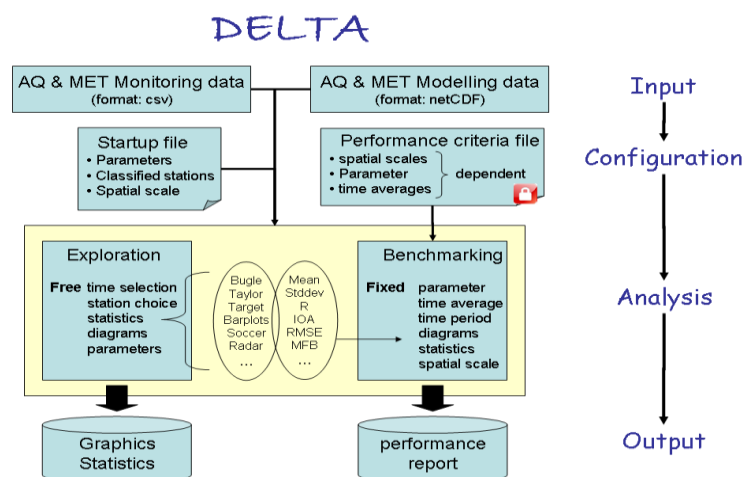 DELTA
AQ & MET Monitoring data
(format: csv)
AQ & MET Modelling data
(format: netCDF)
Input
Startup file
• Parameters
• Classified stations
• Spatial scale
Performance criteria file
• spatial scales
• Parameter
• time averages
dependent
Configuration
Exploration
Free time selection
station choice
statistics
diagrams
parameters
Bugle
Taylor
Target
Barplots
Soccer
Radar
...
Mean
Stddev
R
IOA
RMSE
MFB
...
Benchmarking
Fixed parameter
time average
time period
diagrams
statistics
spatial scale
Analysis
Graphics
Statistics
performance
report
Output